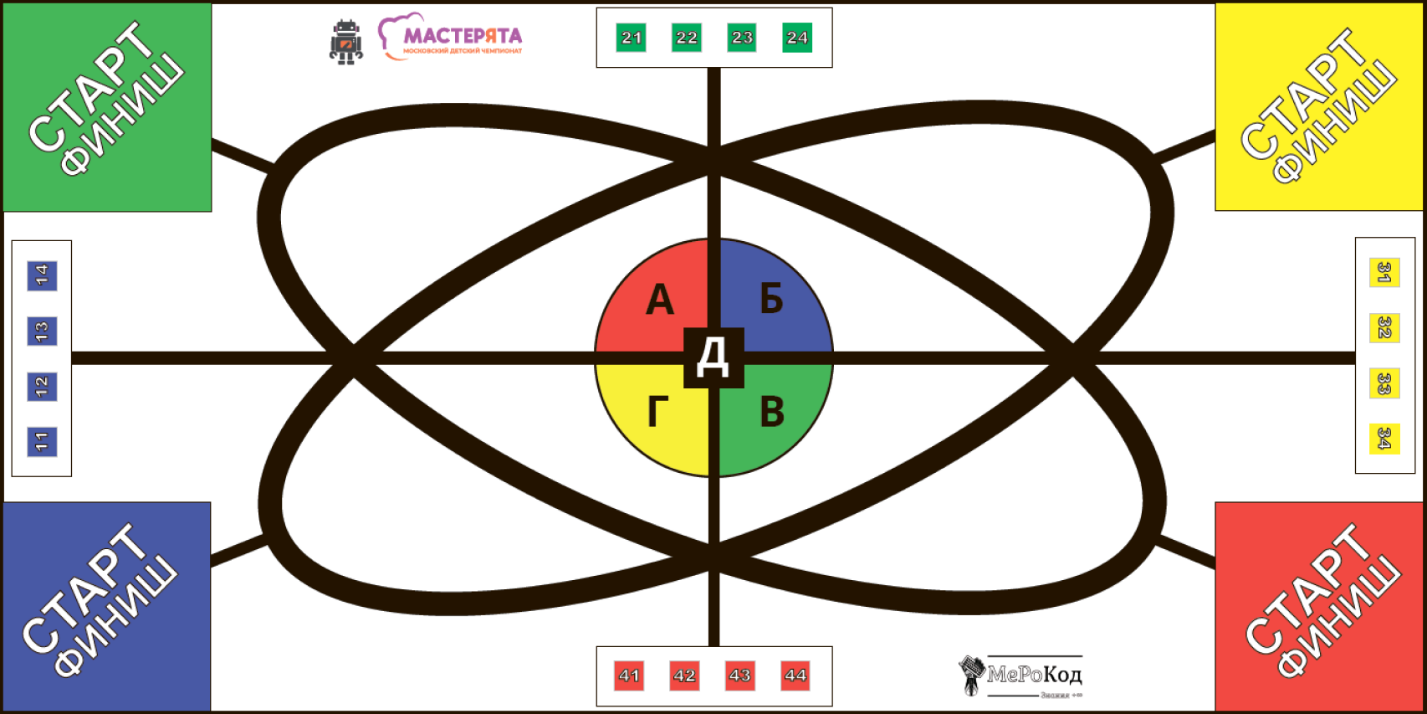 СТАРТ
ФИНИШ
МАСТЕРЯТА
МОСКОВСКИЙ ДЕТСКИЙ ЧЕМПИОНАТ
21 22 23 24
СТАРТ
ФИНИШ
14
13
12
11
А Б
Д
Г В
31
32
33
34
СТАРТ
ФИНИШ
41 42 43 44
МеРоКод
СТАРТ
ФИНИШ